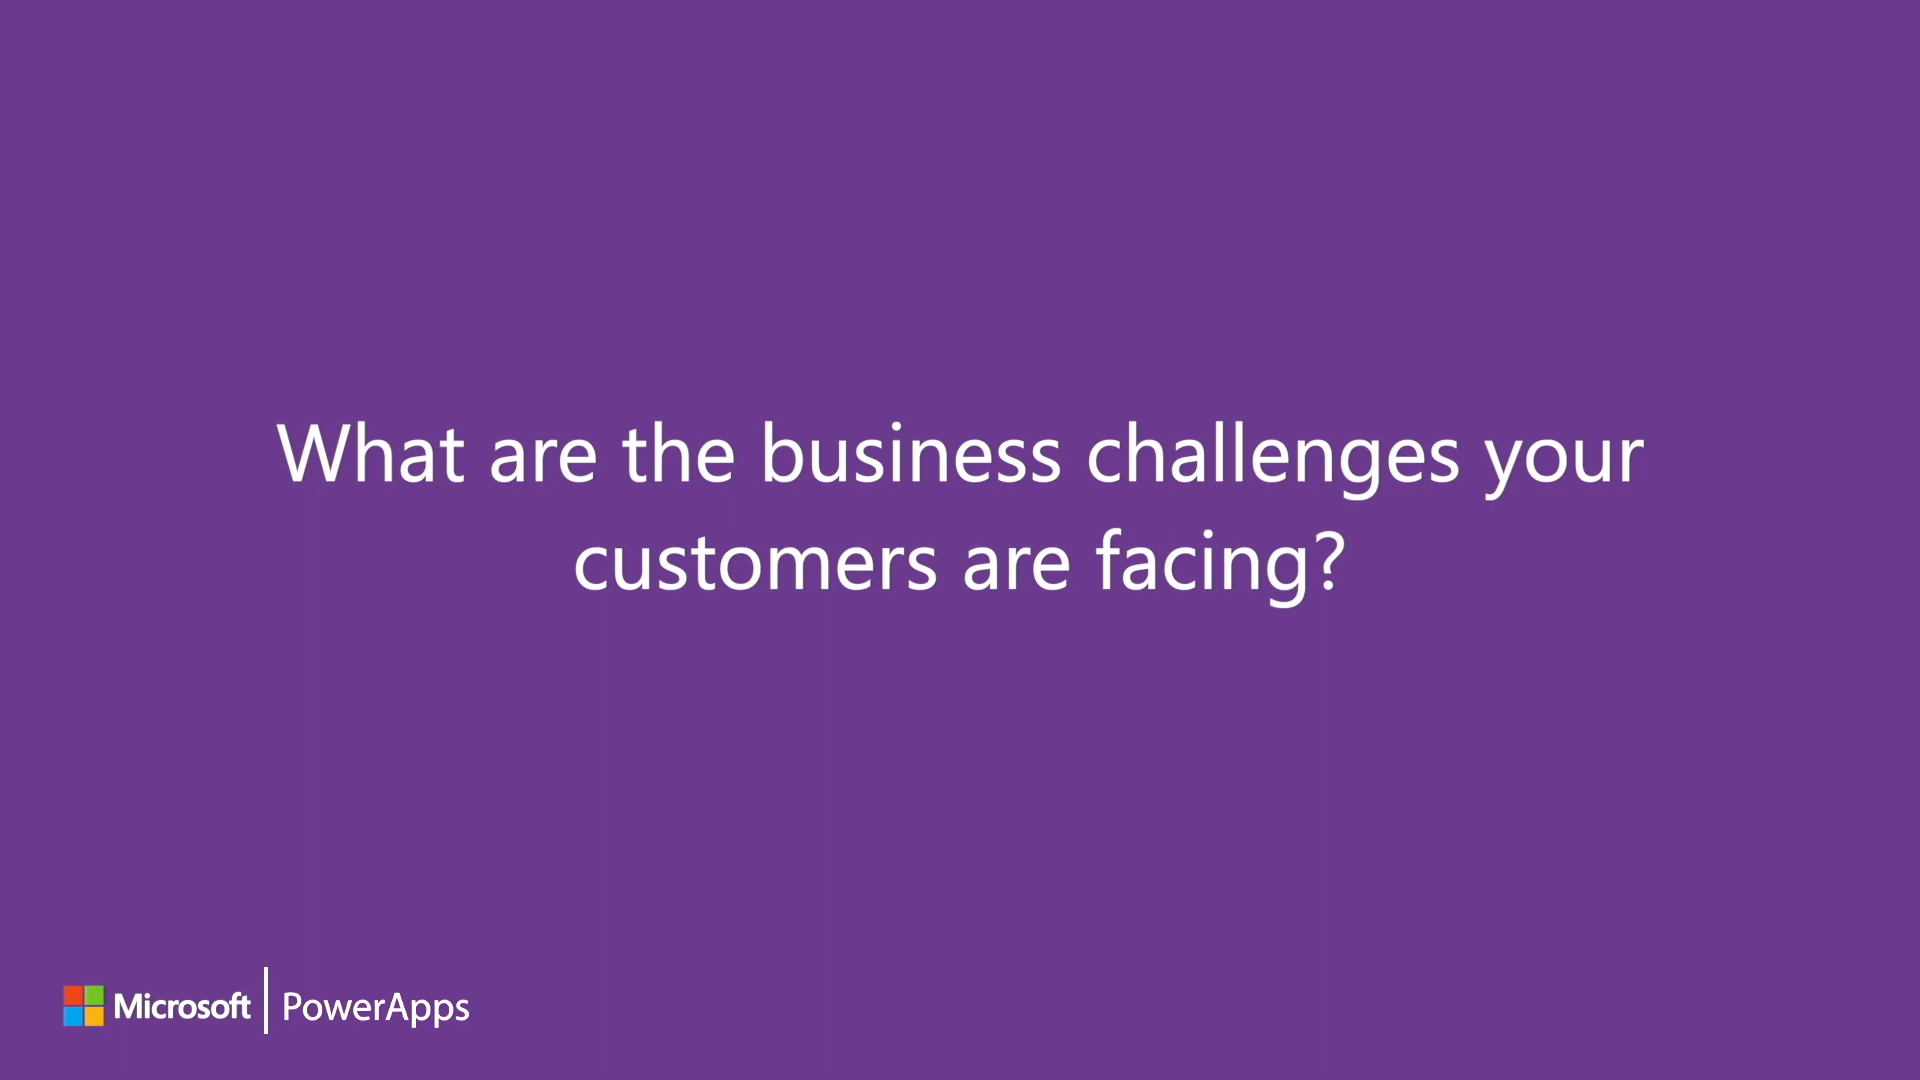 What are the business challenges your
customers are facing?
Microsoft | PowerApps